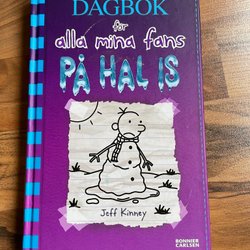 DAGBOK
för
alla mina fans
PÅ HAL IS
Jeff Kinney
BONNIER
CARLSEN